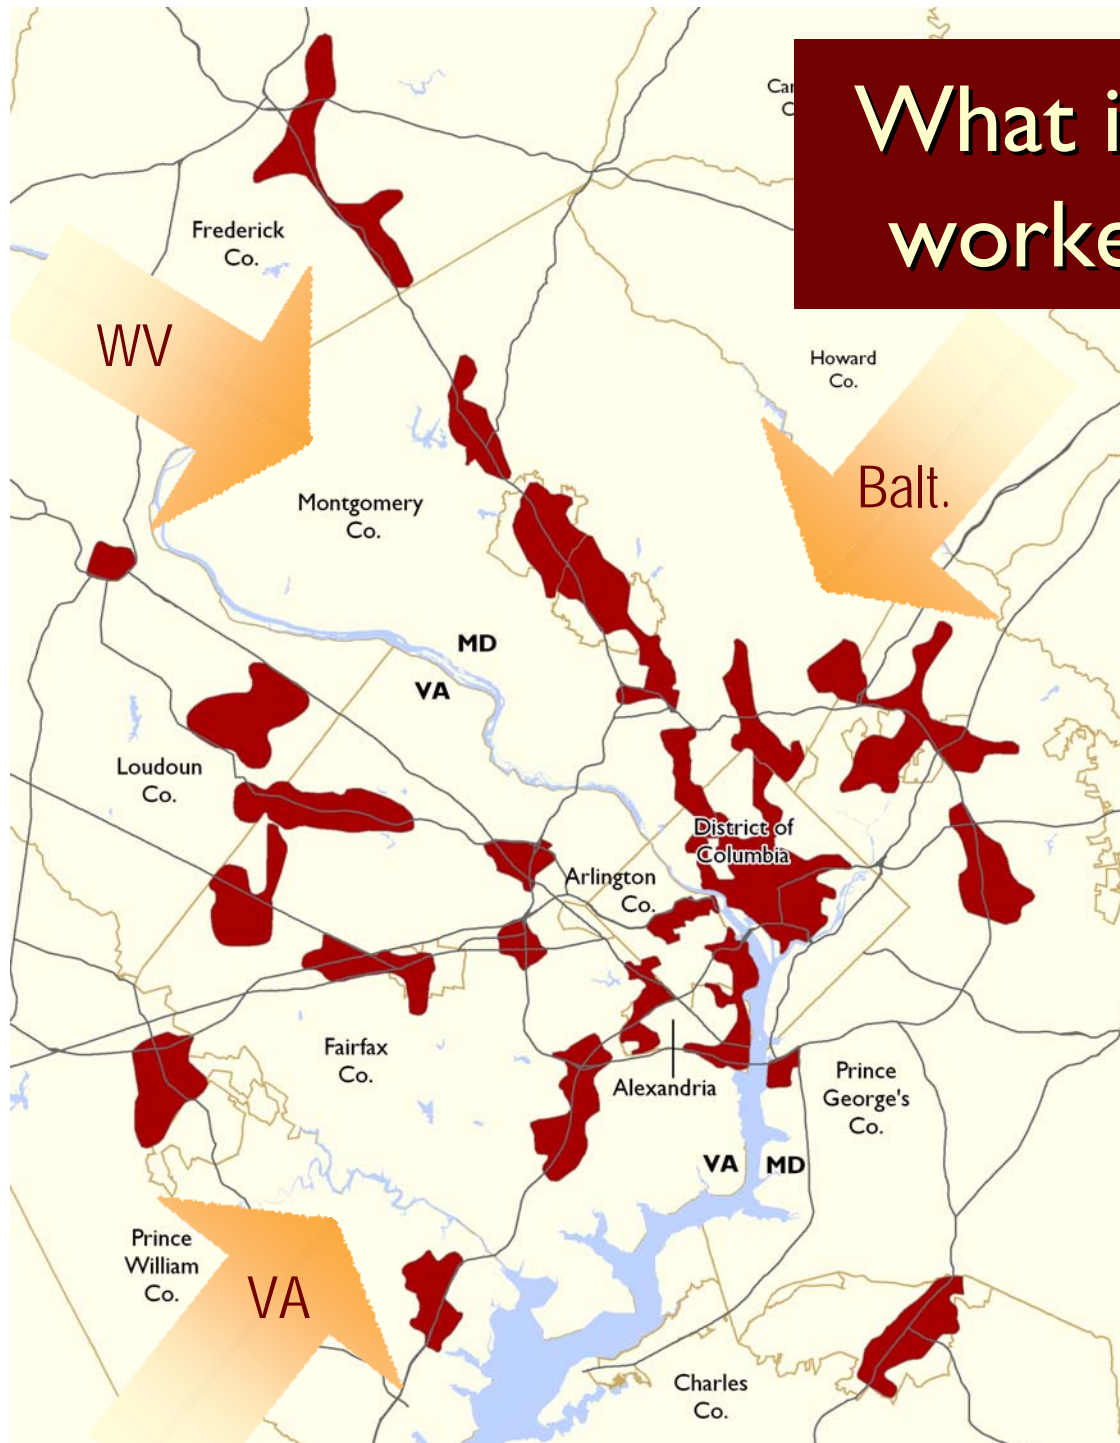 What i
worke
Car
C
Frederick
Co.
WV
Howard
Co.
Balt.
Montgomery
Co.
MD
VA
Loudoun
Co.
District of
Columbia
Arlington
Co.
Fairfax
Co.
Alexandria
Prince
George's
Co.
VA
MD
Prince
William
Co.
VA
Charles
Co.